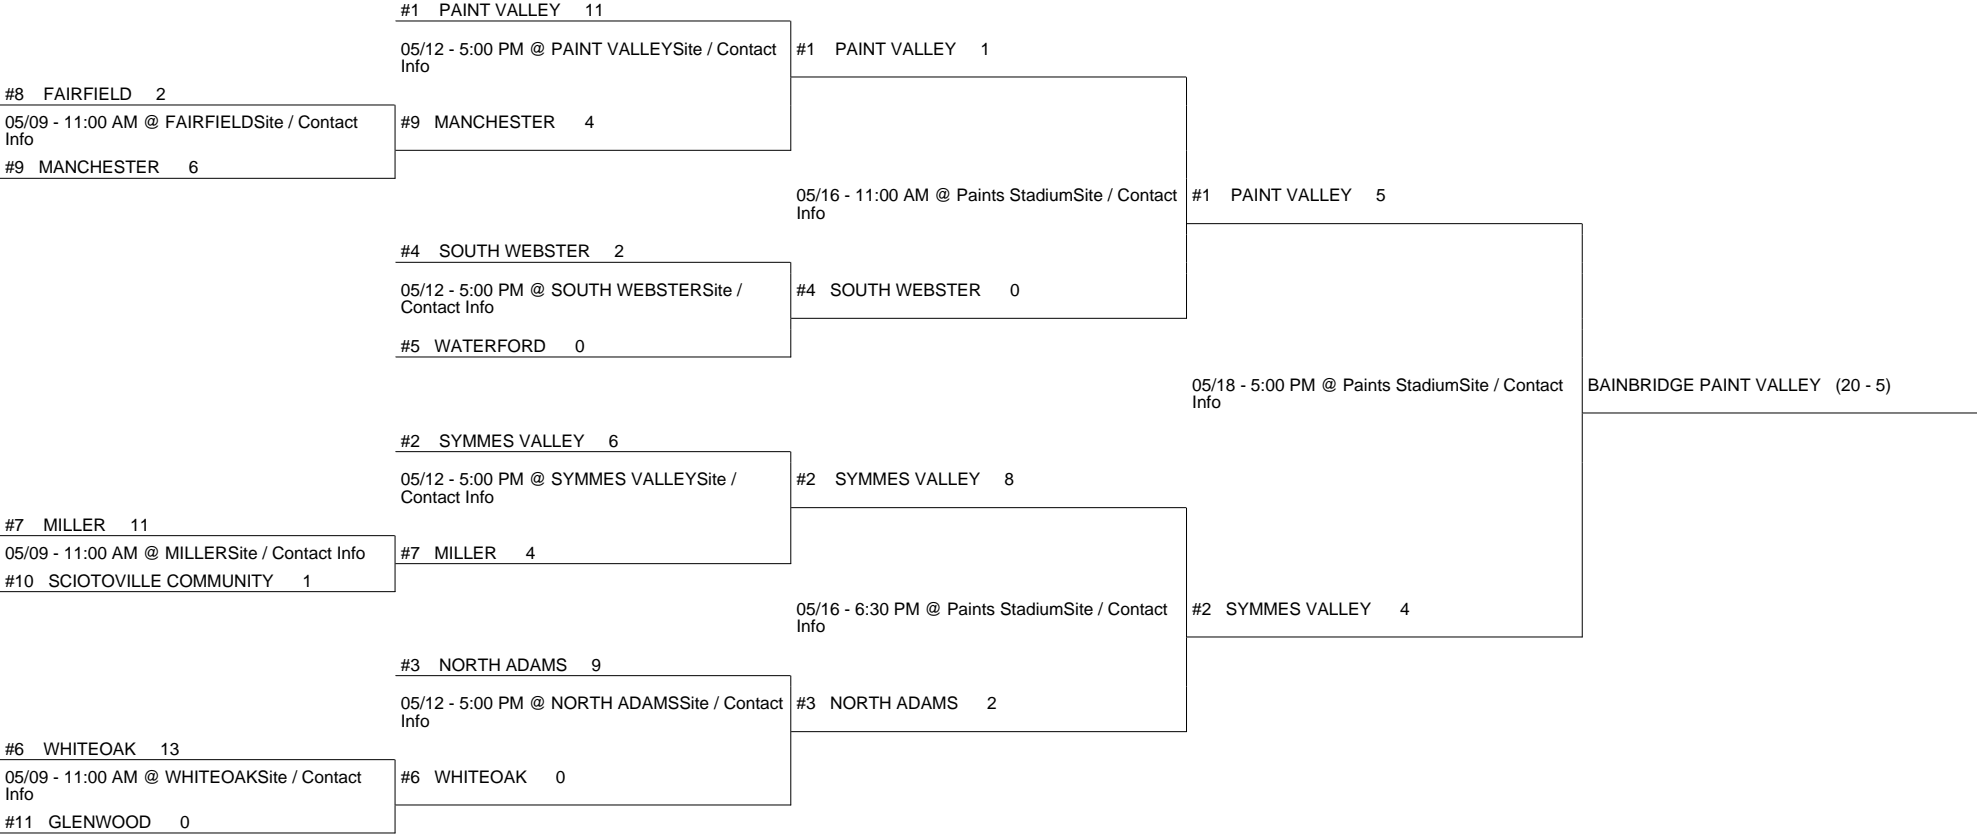 #1 PAINT VALLEY 11
05/12 - 5:00 PM @ PAINT VALLEYSite / Contact
Info
#1 PAINT VALLEY 1
#8 FAIRFIELD 2
05/09 - 11:00 AM @ FAIRFIELDSite / Contact
Info
#9 MANCHESTER 6
#9 MANCHESTER 4
05/16 - 11:00 AM @ Paints StadiumSite / Contact
Info
#1 PAINT VALLEY 5
#4 SOUTH WEBSTER 2
05/12 - 5:00 PM @ SOUTH WEBSTERSite /
Contact Info
#4 SOUTH WEBSTER 0
#5 WATERFORD 0
05/18 - 5:00 PM @ Paints StadiumSite / Contact
Info
BAINBRIDGE PAINT VALLEY (20 - 5)
#2 SYMMES VALLEY 6
05/12 - 5:00 PM @ SYMMES VALLEYSite /
Contact Info
#2 SYMMES VALLEY 8
#7 MILLER 11
05/09 - 11:00 AM @ MILLERSite / Contact Info
#10 SCIOTOVILLE COMMUNITY 1
#7 MILLER 4
05/16 - 6:30 PM @ Paints StadiumSite / Contact
Info
#2 SYMMES VALLEY 4
#3 NORTH ADAMS 9
05/12 - 5:00 PM @ NORTH ADAMSSite / Contact
Info
#3 NORTH ADAMS 2
#6 WHITEOAK 13
05/09 - 11:00 AM @ WHITEOAKSite / Contact
Info
#11 GLENWOOD 0
#6 WHITEOAK 0